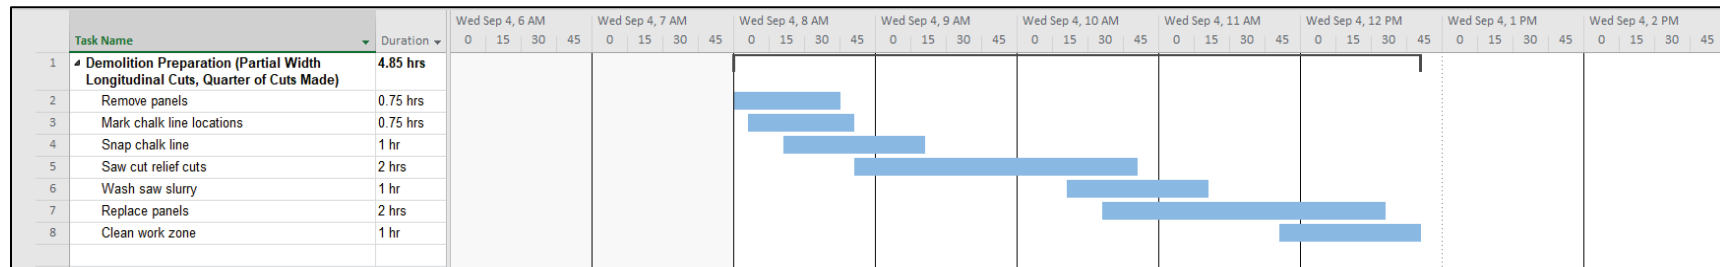 Wed Sep 4, 6 AM Wed Sep 4, 7 AM Wed Sep 4, 8 AM Wed Sep 4, 9 AM Wed Sep 4, 10 AM Wed Sep 4, 11 AM Wed Sep 4, 12 PM Wed Sep 4, 1 PM Wed Sep 4, 2 PM
Task Name Duration 0 15 30 45 0 15 30 45 0 15 30 45 0 15 30 45 0 15 30 45 0 15 30 45 0 15 30 45 0 15 30 45 0 15 30 45
1 Demolition Preparation (Partial Width 4.85 hrs
Longitudinal Cuts, Quarter of Cuts Made)
2 Remove panels 0.75 hrs
3 Mark chalk line locations 0.75 hrs
4 Snap chalk line 1 hr
5 Saw cut relief cuts 2 hrs
6 Wash saw slurry 1 hr
7 Replace panels 2 hrs
8 Clean work zone 1 hr